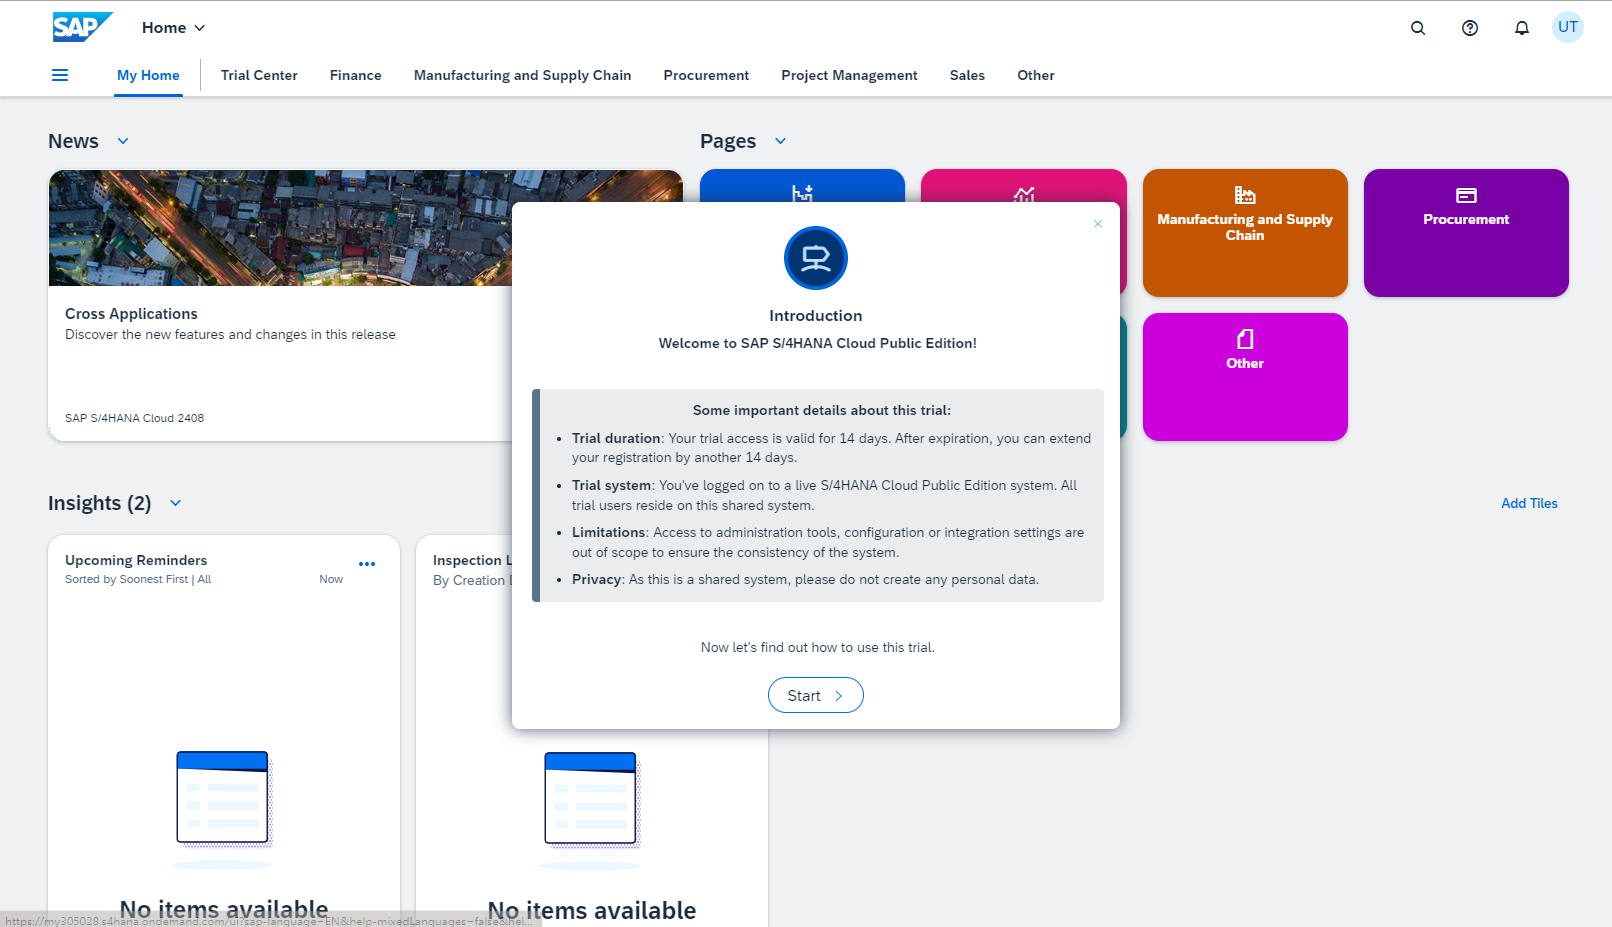 SAP
Home
UT
My Home
Trial Center
Finance
Manufacturing and Supply Chain
Procurement
Project Management
Sales
Other
News
Pages
Manufacturing and Supply
Chain
Procurement
Cross Applications
Discover the new features and changes in this release
SAP S/4HANA Cloud 2408
Other
Introduction
Welcome to SAP S/4HANA Cloud Public Edition!
Some important details about this trial:
• Trial duration: Your trial access is valid for 14 days. After expiration, you can extend
your registration by another 14 days.
• Trial system: You've logged on to a live S/4HANA Cloud Public Edition system. All
trial users reside on this shared system.
• Limitations: Access to administration tools, configuration or integration settings are
out of scope to ensure the consistency of the system.
• Privacy: As this is a shared system, please do not create any personal data.
Now let's find out how to use this trial.
Start
Insights (2)
Add Tiles
Upcoming Reminders
Sorted by Soonest First | All
Now
Inspection
By Creation
No items available
No items available
https://my305028.s4hana.ondemand.com/ui?sap-language=EN&help-mixedLanguages=false&hel...